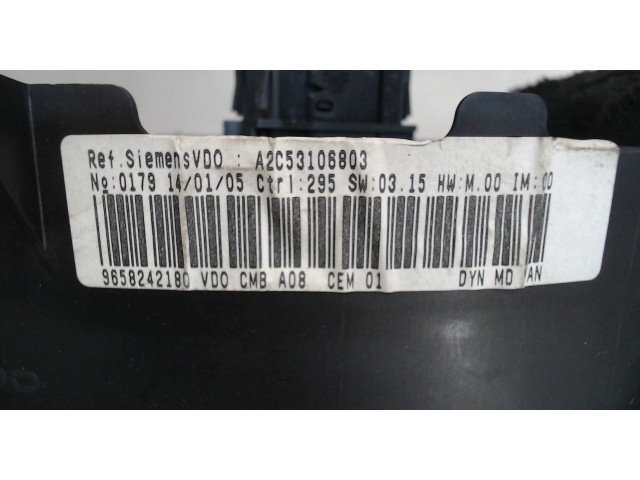 Ref.SiemensVDO : A2C53106803
No:0179 14/01/05 Ctrl:295 SW:03.15 HW:M.00 IM:00
9658242180 VDO CMB A08 CEM 01 DYN MD AN